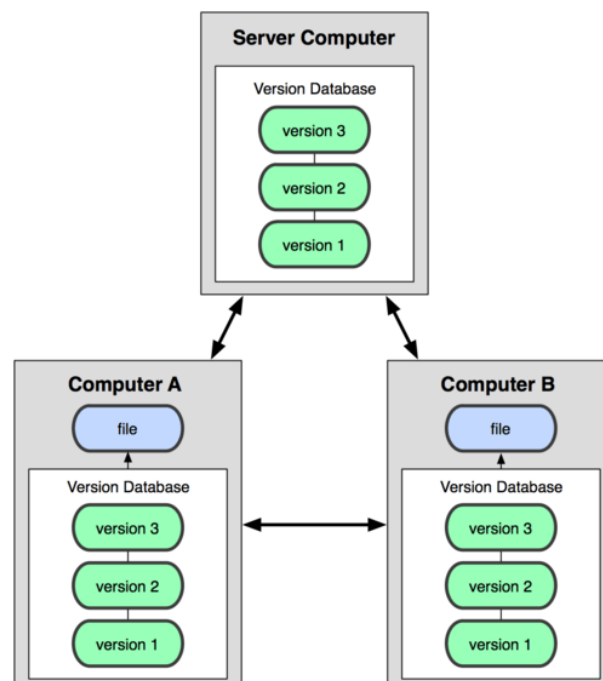 Server Computer
Version Database
version 3
version 2
version 1
Computer A
file
Version Database
version 3
version 2
version 1
Computer B
file
Version Database
version 3
version 2
version 1